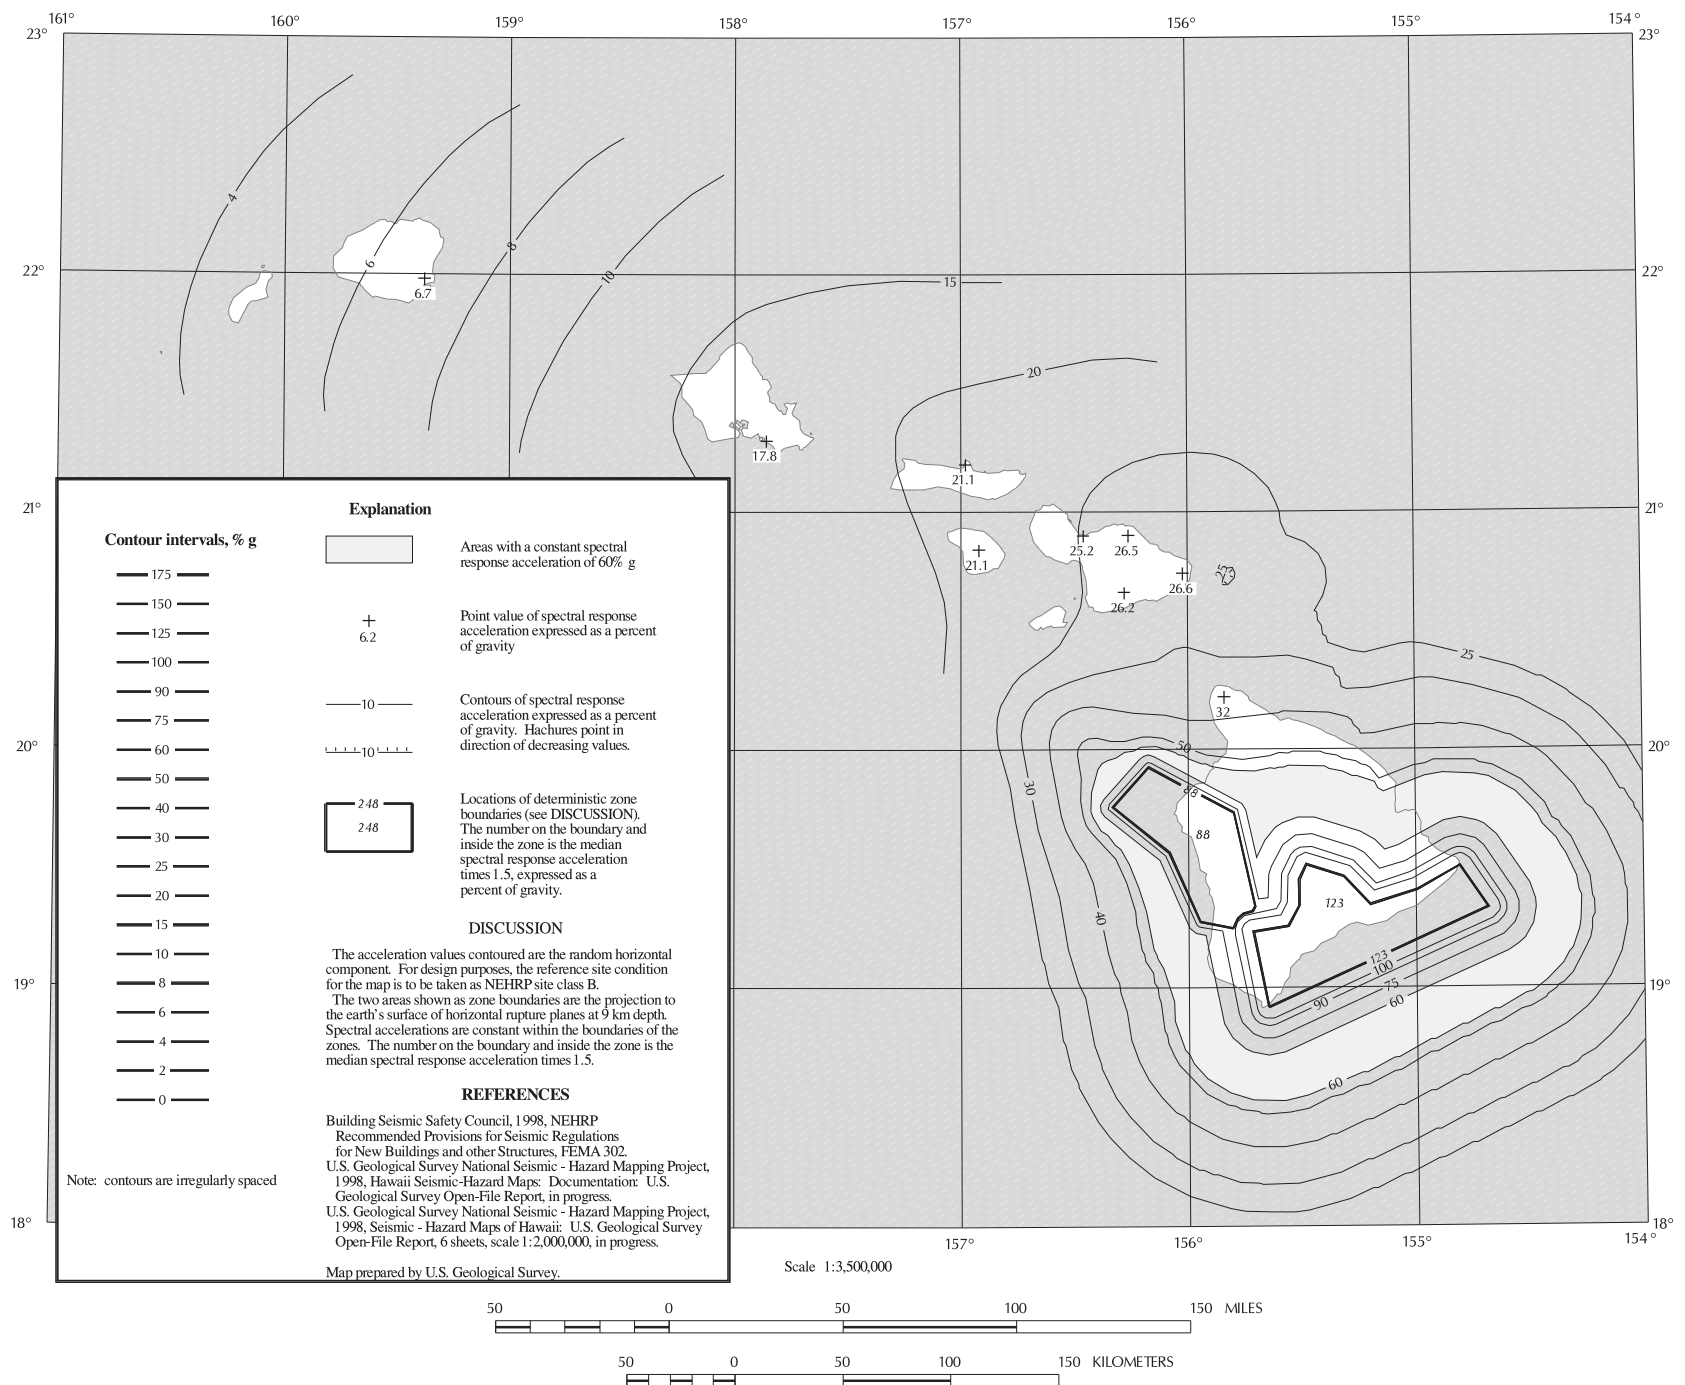 161° 160° 159° 158° 157° 156° 155° 154°
23° 23°
4
8
22° 22°
6
10
6.7
15
20
17.8
21.1
21° 21°
25.2 26.5
21.1
25
26.6
26.2
25
32
20° 20°
50
30
88
88
123
40
123
100
19° 19°
75
90 60
60
18° 18°
157° 156° 155° 154°
Explanation
Contour intervals, % g
175
150
125
100
90
75
60
50
40
30
25
20
15
10
8
6
4
2
0
Note: contours are irregularly spaced
Areas with a constant spectral
response acceleration of 60% g
6.2
Point value of spectral response
acceleration expressed as a percent
of gravity
10
10
Contours of spectral response
acceleration expressed as a percent
of gravity. Hachures point in
direction of decreasing values.
248
248
Locations of deterministic zone
boundaries (see DISCUSSION).
The number on the boundary and
inside the zone is the median
spectral response acceleration
times 1.5, expressed as a
percent of gravity.
DISCUSSION
The acceleration values contoured are the random horizontal
component. For design purposes, the reference site condition
for the map is to be taken as NEHRP site class B.
The two areas shown as zone boundaries are the projection to
the earth's surface of horizontal rupture planes at 9 km depth.
Spectral accelerations are constant within the boundaries of the
zones. The number on the boundary and inside the zone is the
median spectral response acceleration times 1.5.
REFERENCES
Building Seismic Safety Council, 1998, NEHRP
Recommended Provisions for Seismic Regulations
for New Buildings and other Structures, FEMA 302.
U.S. Geological Survey National Seismic - Hazard Mapping Project,
1998, Hawaii Seismic-Hazard Maps: Documentation: U.S.
Geological Survey Open-File Report, in progress.
U.S. Geological Survey National Seismic - Hazard Mapping Project,
1998, Seismic - Hazard Maps of Hawaii: U.S. Geological Survey
Open-File Report, 6 sheets, scale 1:2,000,000, in progress.
Map prepared by U.S. Geological Survey.
Scale 1:3,500,000
50 0 50 100 150 MILES
50 0 50 100 150 KILOMETERS